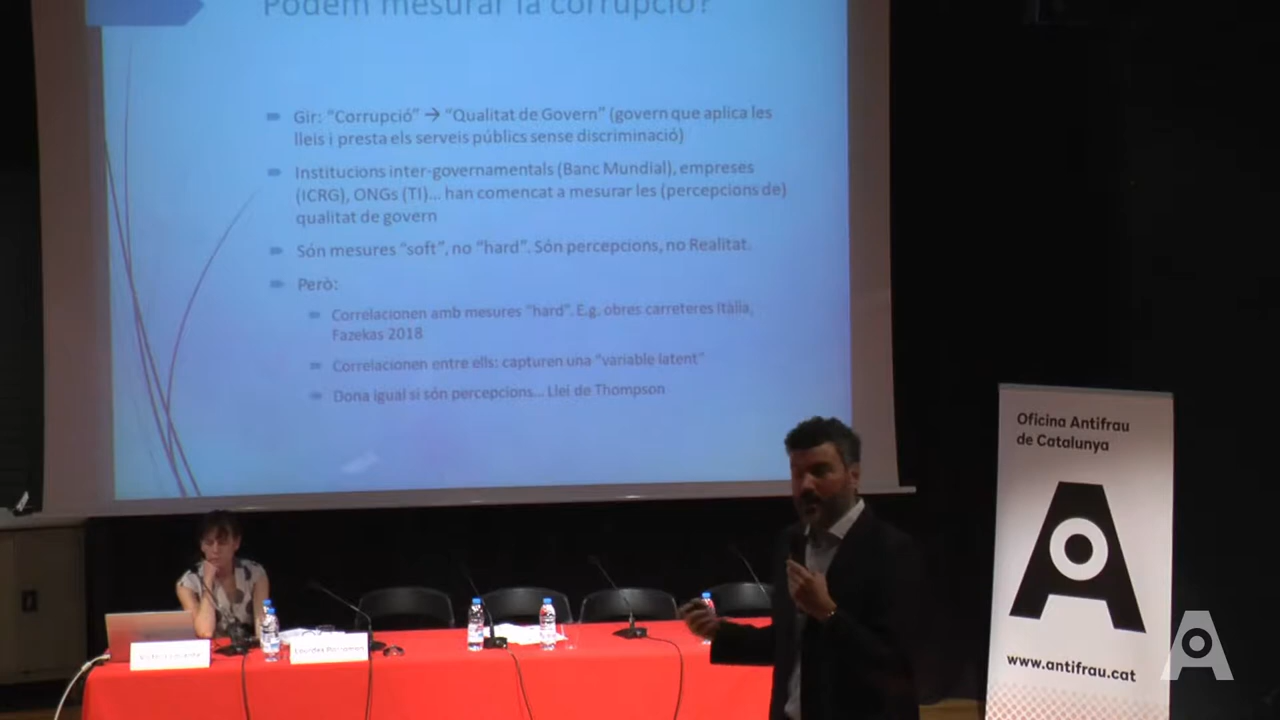 Podem mesurar la corrupció?
Gir: “Corrupció” → “Qualitat de Govern” (govern que aplica les
lleis i presta els serveis públics sense discriminació)
Institucions inter-governamentals (Banc Mundial), empreses
(ICRG), ONGs (TI)... han comencat a mesurar les (percepcions de)
qualitat de govern
Són mesures “soft”, no “hard”. Són percepcions, no Realitat.
Però:
Correlacionen amb mesures “hard”. E.g. obres carreteres Itàlia,
Fazekas 2018
Correlacionen entre ells: capturen una “variable latent”
Dona igual si són percepcions... Llei de Thompson
Oficina Antifrau
de Catalunya
www.antifrau.cat
Lourdes